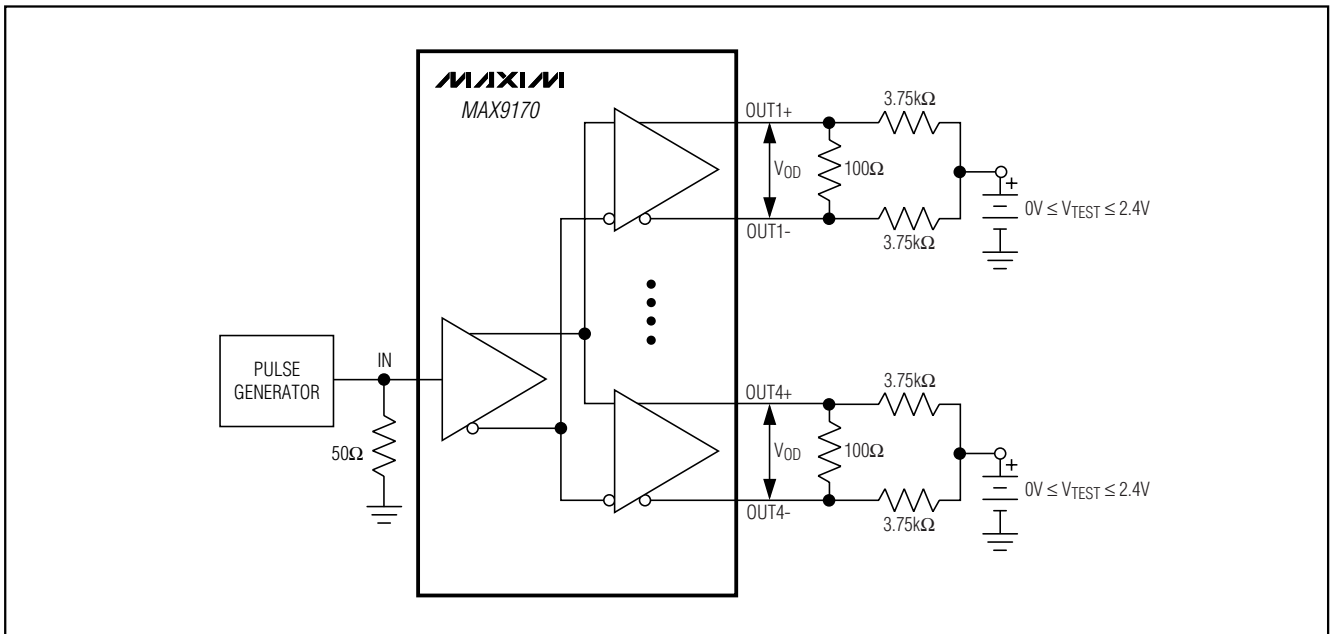 MAXIM
MAX9170
OUT1+
3.75kΩ
VOD
100Ω
+
0V ≤ VTEST ≤ 2.4V
OUT1-
3.75kΩ
PULSE
GENERATOR
IN
50Ω
OUT4+
3.75kΩ
VOD
100Ω
+
0V ≤ VTEST ≤ 2.4V
OUT4-
3.75kΩ